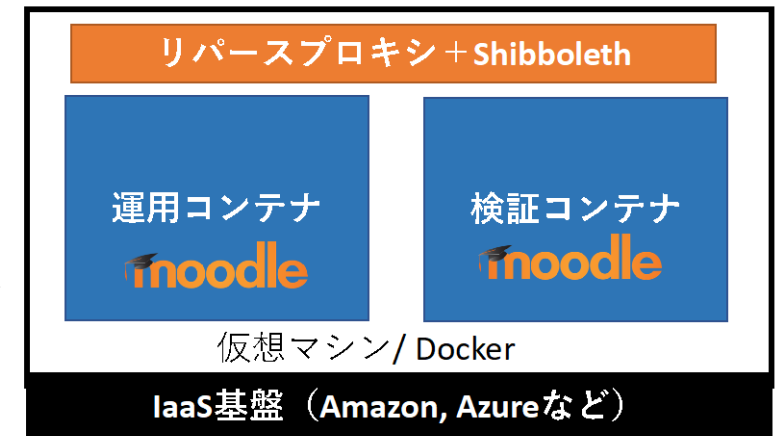 リバースプロキシ＋Shibboleth
運用コンテナ
moodle
検証コンテナ
moodle
仮想マシン/ Docker
IaaS基盤（Amazon, Azureなど）